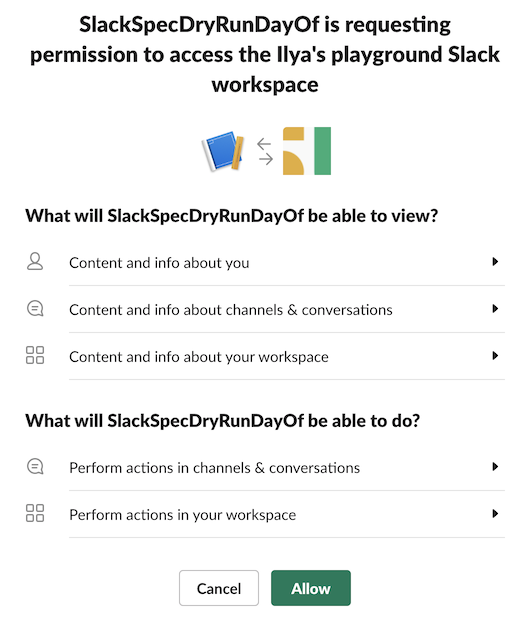 SlackSpecDryRunDayOf is requesting
permission to access the Ilya's playground Slack
workspace
What will SlackSpecDryRunDayOf be able to view?
Content and info about you
Content and info about channels & conversations
Content and info about your workspace
What will SlackSpecDryRunDayOf be able to do?
Perform actions in channels & conversations
Perform actions in your workspace
Cancel
Allow